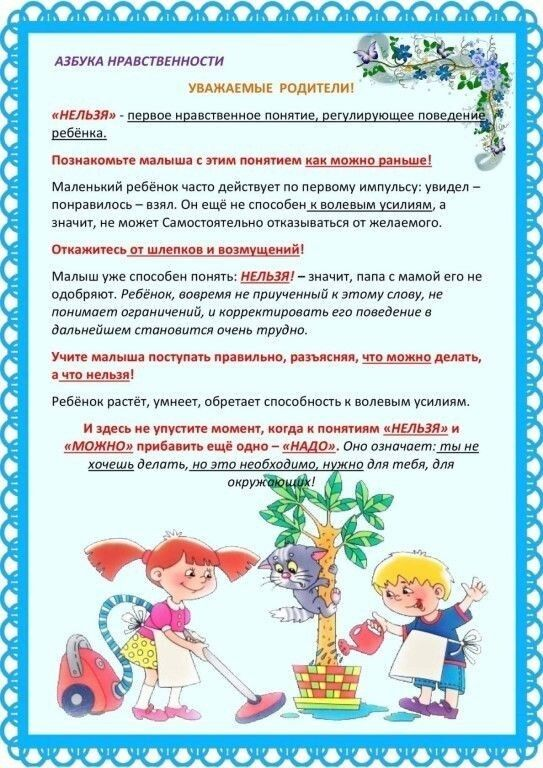 АЗБУКА НРАВСТВЕННОСТИ
УВАЖАЕМЫЕ РОДИТЕЛИ!
«НЕЛЬЗЯ» - первое нравственное понятие, регулирующее поведение
ребёнка.
Познакомьте малыша с этим понятием как можно раньше!
Маленький ребёнок часто действует по первому импульсу: увидел –
понравилось – взял. Он ещё не способен к волевым усилиям, а
значит, не может Самостоятельно отказываться от желаемого.
Откажитесь от шлепков и возмущений!
Малыш уже способен понять: НЕЛЬЗЯ! – значит, папа с мамой его не
одобряют. Ребёнок, вовремя не приученный к этому слову, не
понимает ограничений, и корректировать его поведение в
дальнейшем становится очень трудно.
Учите малыша поступать правильно, разъясняя, что можно делать,
а что нельзя!
Ребёнок растёт, умнеет, обретает способность к волевым усилиям.
И здесь не упустите момент, когда к понятиям «НЕЛЬЗЯ» и
«МОЖНО» прибавить ещё одно – «НАДО». Оно означает: ты не
хочешь делать, но это необходимо, нужно для тебя, для
окружающих!